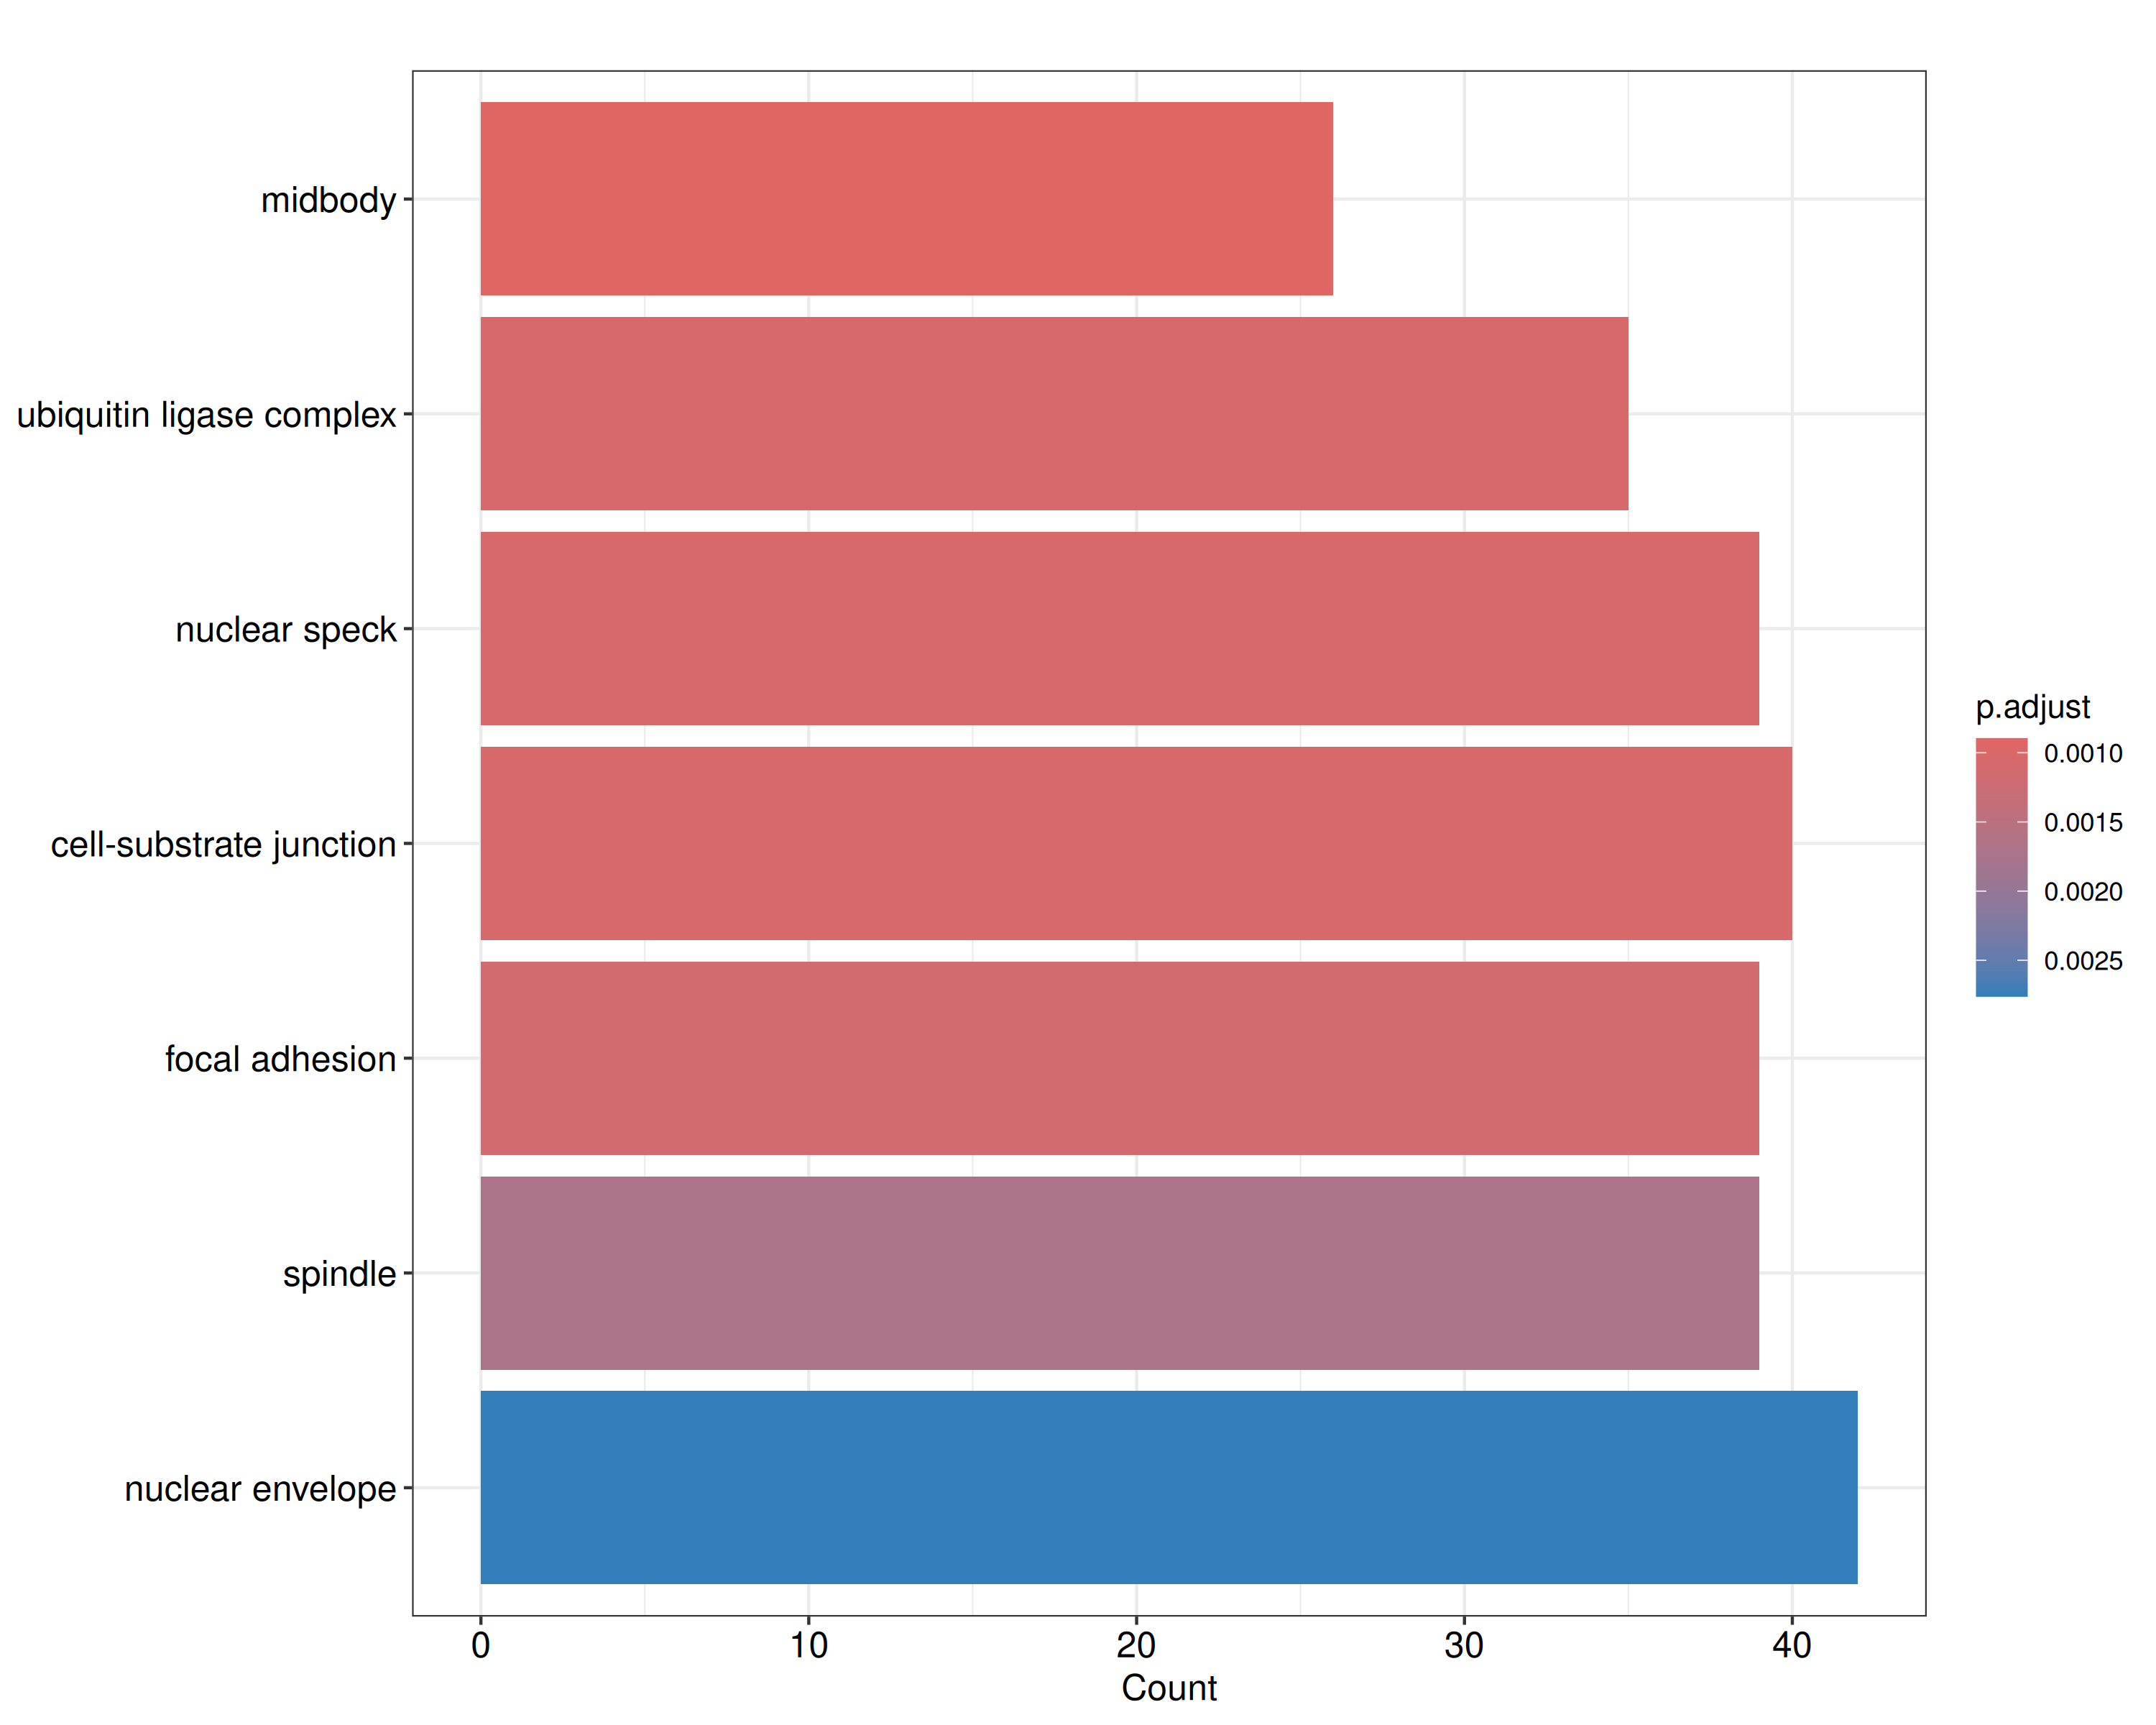 midbody
ubiquitin ligase complex
nuclear speck
cell-substrate junction
focal adhesion
spindle
nuclear envelope
0 10 20 30 40
Count
p.adjust
0.0010
0.0015
0.0020
0.0025